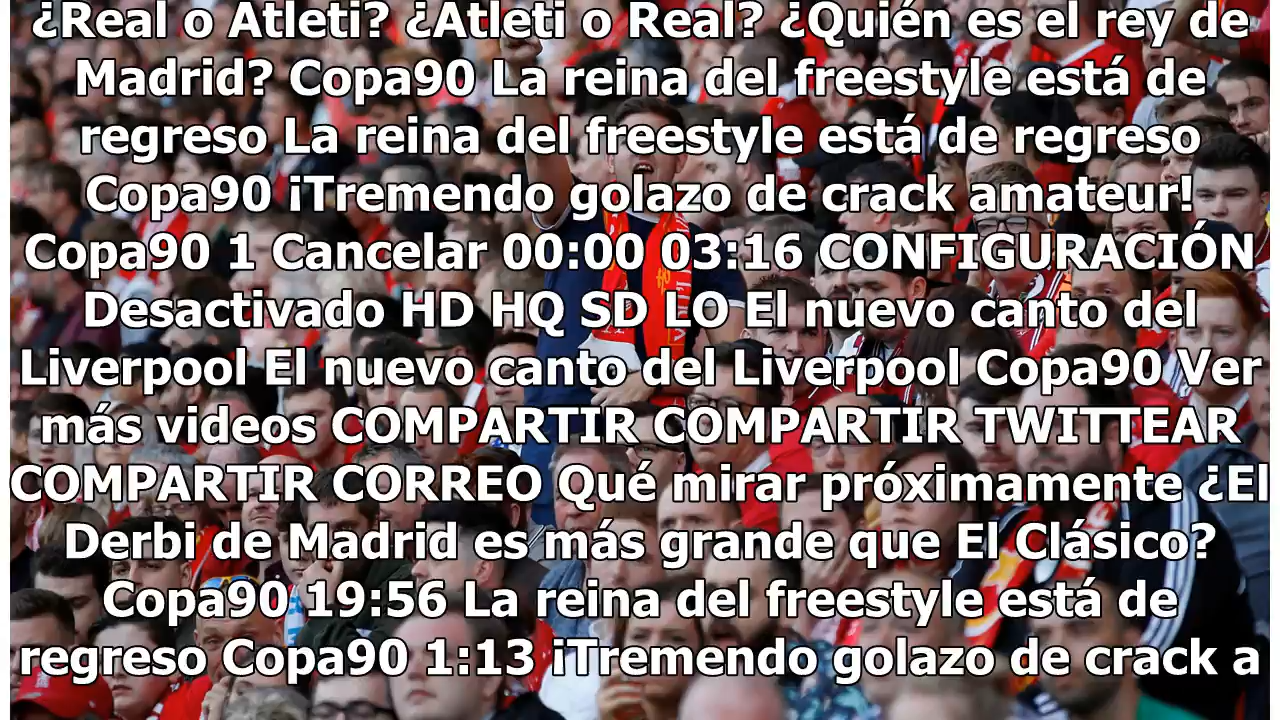 ¿Real o Atleti? ¿Atleti o Real? ¿Quién es el rey de
Madrid? Copa90 La reina del freestyle está de
regreso La reina del freestyle está de regreso
Copa90 ¡Tremendo golazo de crack amateur!
Copa90 1 Cancelar 00:00 03:16 CONFIGURACIÓN
Desactivado HD HQ SD LO El nuevo canto del
Liverpool El nuevo canto del Liverpool Copa90 Ver
más videos COMPARTIR COMPARTIR TWITTEAR
COMPARTIR CORREO Qué mirar próximamente ¿El
Derbi de Madrid es más grande que El Clásico?
Copa90 19:56 La reina del freestyle está de
regreso Copa90 1:13 ¡Tremendo golazo de crack a